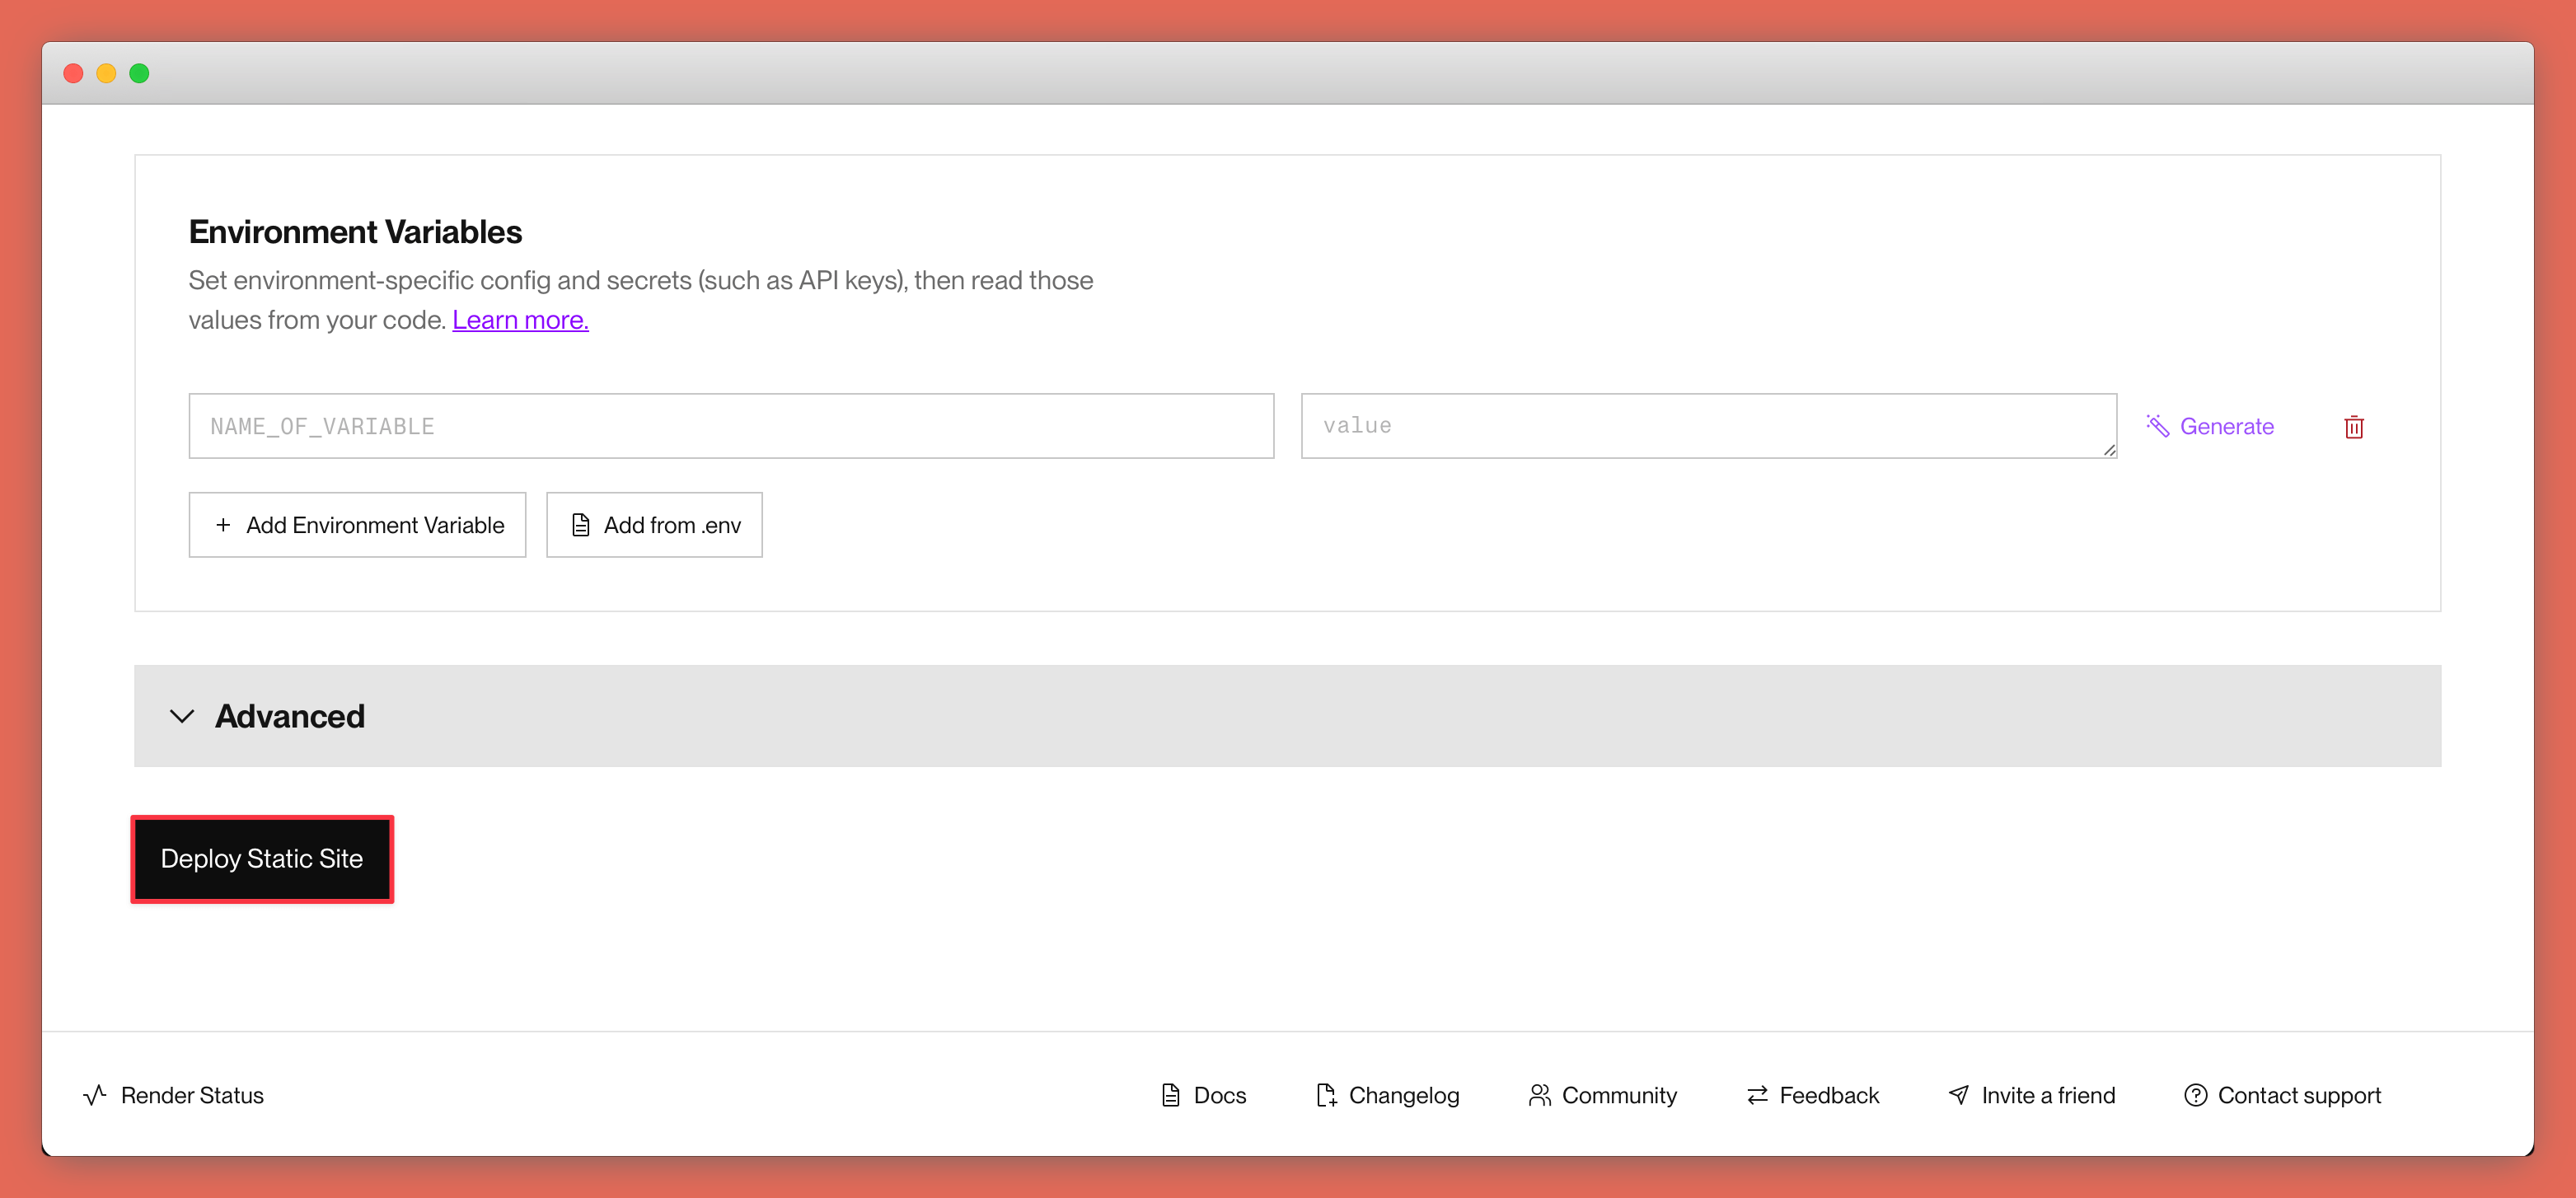 Environment Variables
Set environment-specific config and secrets (such as API keys), then read those
values from your code. Learn more.
NAME_OF_VARIABLE
value
Generate
+ Add Environment Variable
Add from .env
Advanced
Deploy Static Site
Render Status
Docs
Changelog
Community
Feedback
Invite a friend
Contact support